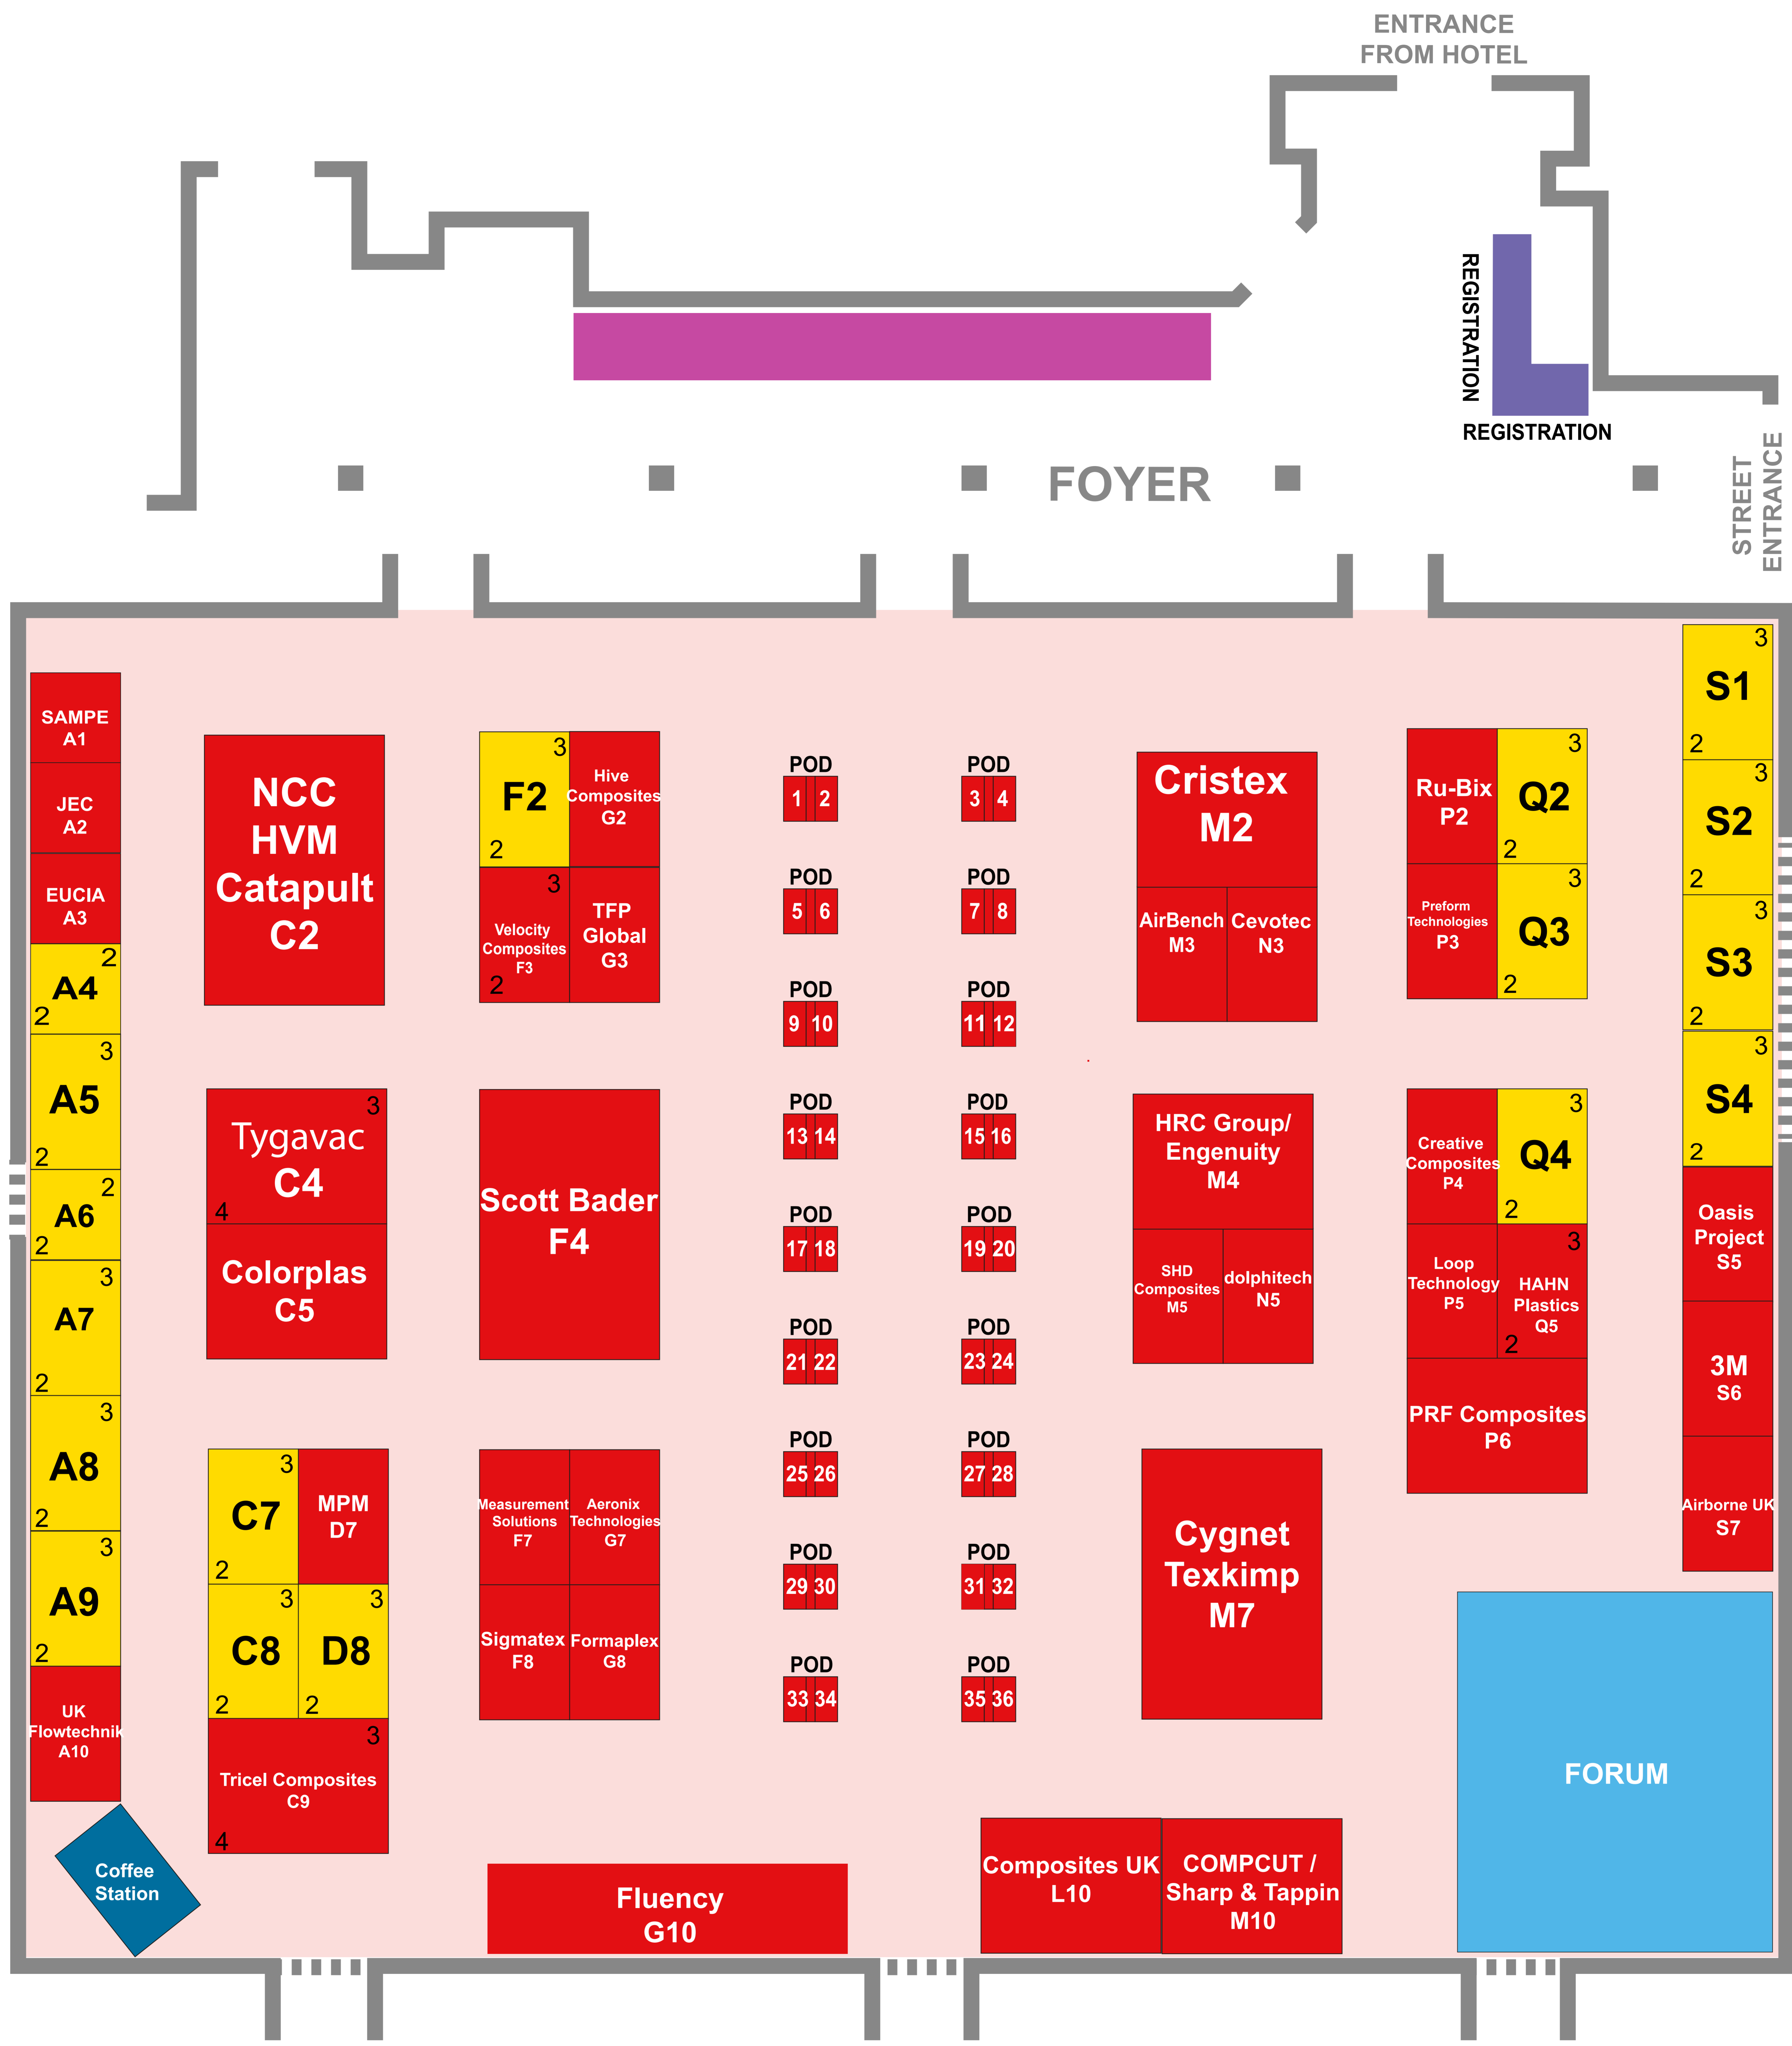 ENTRANCE
FROM HOTEL
REGISTRATION
REGISTRATION
FOYER
STREET
ENTRANCE
SAMPE
A1
JEC
A2
EUCIA
A3
2
A4
2
3
A5
2
2
A6
2
3
A7
2
3
A8
2
3
A9
2
UK
Flowtechnik
A10
Coffee
Station
NCC
HVM
Catapult
C2
3
Tygavac
C4
4
Colorplas
C5
3
C7
2
MPM
D7
3
C8
2
3
D8
2
3
Tricel Composites
C9
4
3
F2
2
Hive
Composites
G2
3
Velocity
Composites
F3
2
TFP
Global
G3
Scott Bader
F4
Measurement
Solutions
F7
Aeronix
Technologies
G7
Sigmatex
F8
Formaplex
G8
Fluency
G10
POD
1 2
POD
3 4
POD
5 6
POD
7 8
POD
9 10
POD
11 12
POD
13 14
POD
15 16
POD
17 18
POD
19 20
POD
21 22
POD
23 24
POD
25 26
POD
27 28
POD
29 30
POD
31 32
POD
33 34
POD
35 36
Cristex
M2
AirBench
M3
Cevotec
N3
HRC Group/
Engenuity
M4
SHD
Composites
M5
dolphitech
N5
Cygnet
Texkimp
M7
Composites UK
L10
COMPCUT /
Sharp & Tappin
M10
Ru-Bix
P2
3
Q2
2
Preform
Technologies
P3
3
Q3
2
Creative
Composites
P4
3
Q4
2
Loop
Technology
P5
3
HAHN
Plastics
Q5
2
PRF Composites
P6
3
S1
2
3
S2
2
3
S3
2
3
S4
2
Oasis
Project
S5
3M
S6
Airborne UK
S7
FORUM